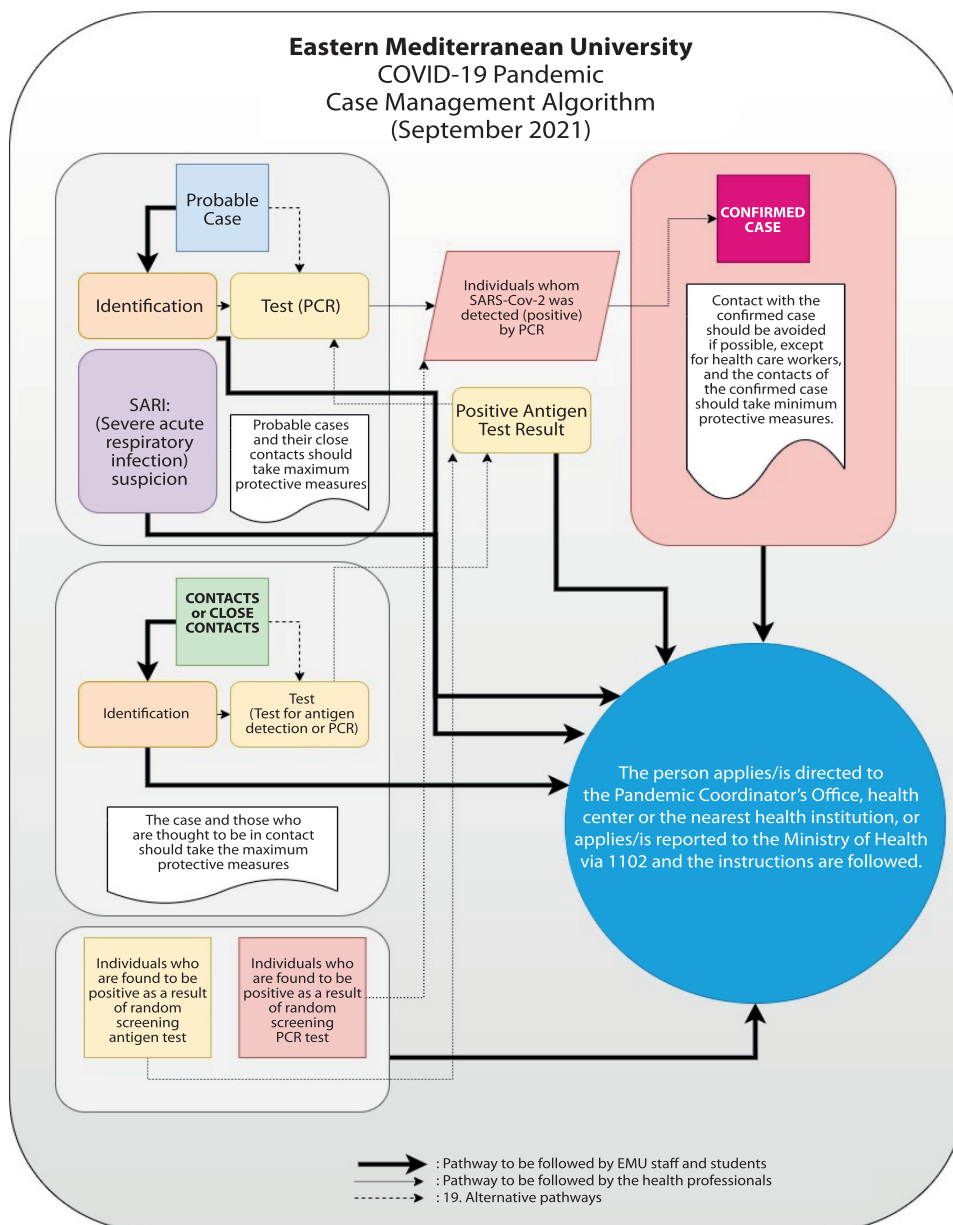 Eastern Mediterranean University
COVID-19 Pandemic
Case Management Algorithm
(September 2021)
Probable
Case
Identification
Test (PCR)
SARI:
(Severe acute
respiratory
infection)
suspicion
Probable cases
and their close
contacts should
take maximum
protective measures
Individuals whom
SARS-Cov-2 was
detected (positive)
by PCR
Positive Antigen
Test Result
CONFIRMED
CASE
Contact with the
confirmed case
should be avoided
if possible, except
for health care workers,
and the contacts of
the confirmed case
should take minimum
protective measures.
CONTACTS
or CLOSE
CONTACTS
Identification
Test
(Test for antigen
detection or PCR)
The case and those who
are thought to be in contact
should take the maximum
protective measures
The person applies/is directed to
the Pandemic Coordinator's Office, health
center or the nearest health institution, or
applies/is reported to the Ministry of Health
via 1102 and the instructions are followed.
Individuals who
are found to be
positive as a result
of random
screening
antigen test
Individuals who
are found to be
positive as a result
of random
screening
PCR test
: Pathway to be followed by EMU staff and students
: Pathway to be followed by the health professionals
: 19. Alternative pathways